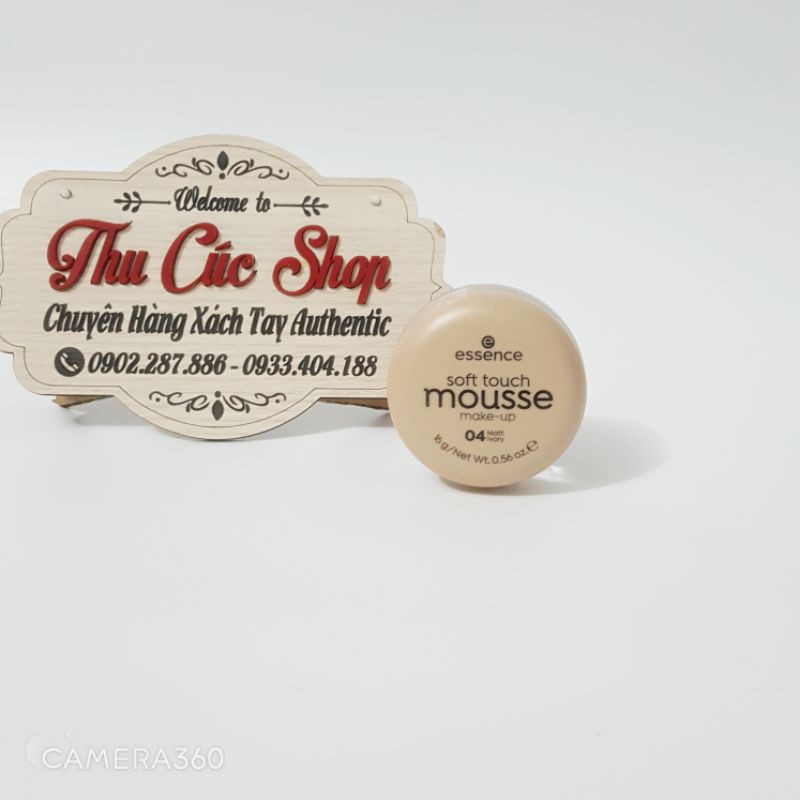 Welcome to
Thu Cúc Shop
Chuyên Hàng Xách Tay Authentic
0902.287.886 - 0933.404.188
e
essence
soft touch
mousse
make-up
04 Matt Ivory
16 g/Net Wt. 0.56 oz. ℮
CAMERA360